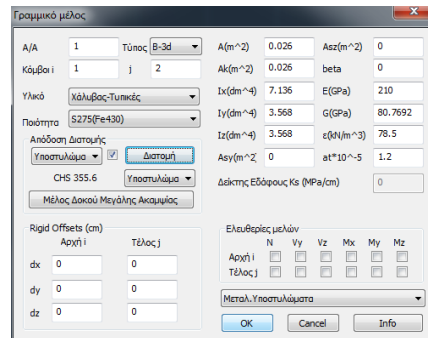 Γραμμικό μέλος
Α/Α 1 Τύπος B-3d
Κόμβοι i 1 j 2
Υλικό Χάλυβας-Τυπικές
Ποιότητα S275(Fe430)
Απόδοση Διατομής
Υποστυλώμα Διατομή
CHS 355.6 Υποστυλώμα
Μέλος Δοκού Μεγάλης Ακαμψίας
Rigid Offsets (cm)
Αρχή i Τέλος j
dx 0 0
dy 0 0
dz 0 0
A(m^2) 0.026 Asz(m^2) 0
Ak(m^2) 0.026 beta 0
Ix(dm^4) 7.136 E(GPa) 210
Iy(dm^4) 3.568 G(GPa) 80.7692
Iz(dm^4) 3.568 ε(kN/m^3) 78.5
Asy(m^2) 0 at*10^-5 1.2
Δείκτης Εδάφους Ks (MPa/cm) 0
Ελευθερίες μελών
N Vy Vz Mx My Mz
Αρχή i
Τέλος j
Μεταλ.Υποστυλώματα
OK Cancel Info